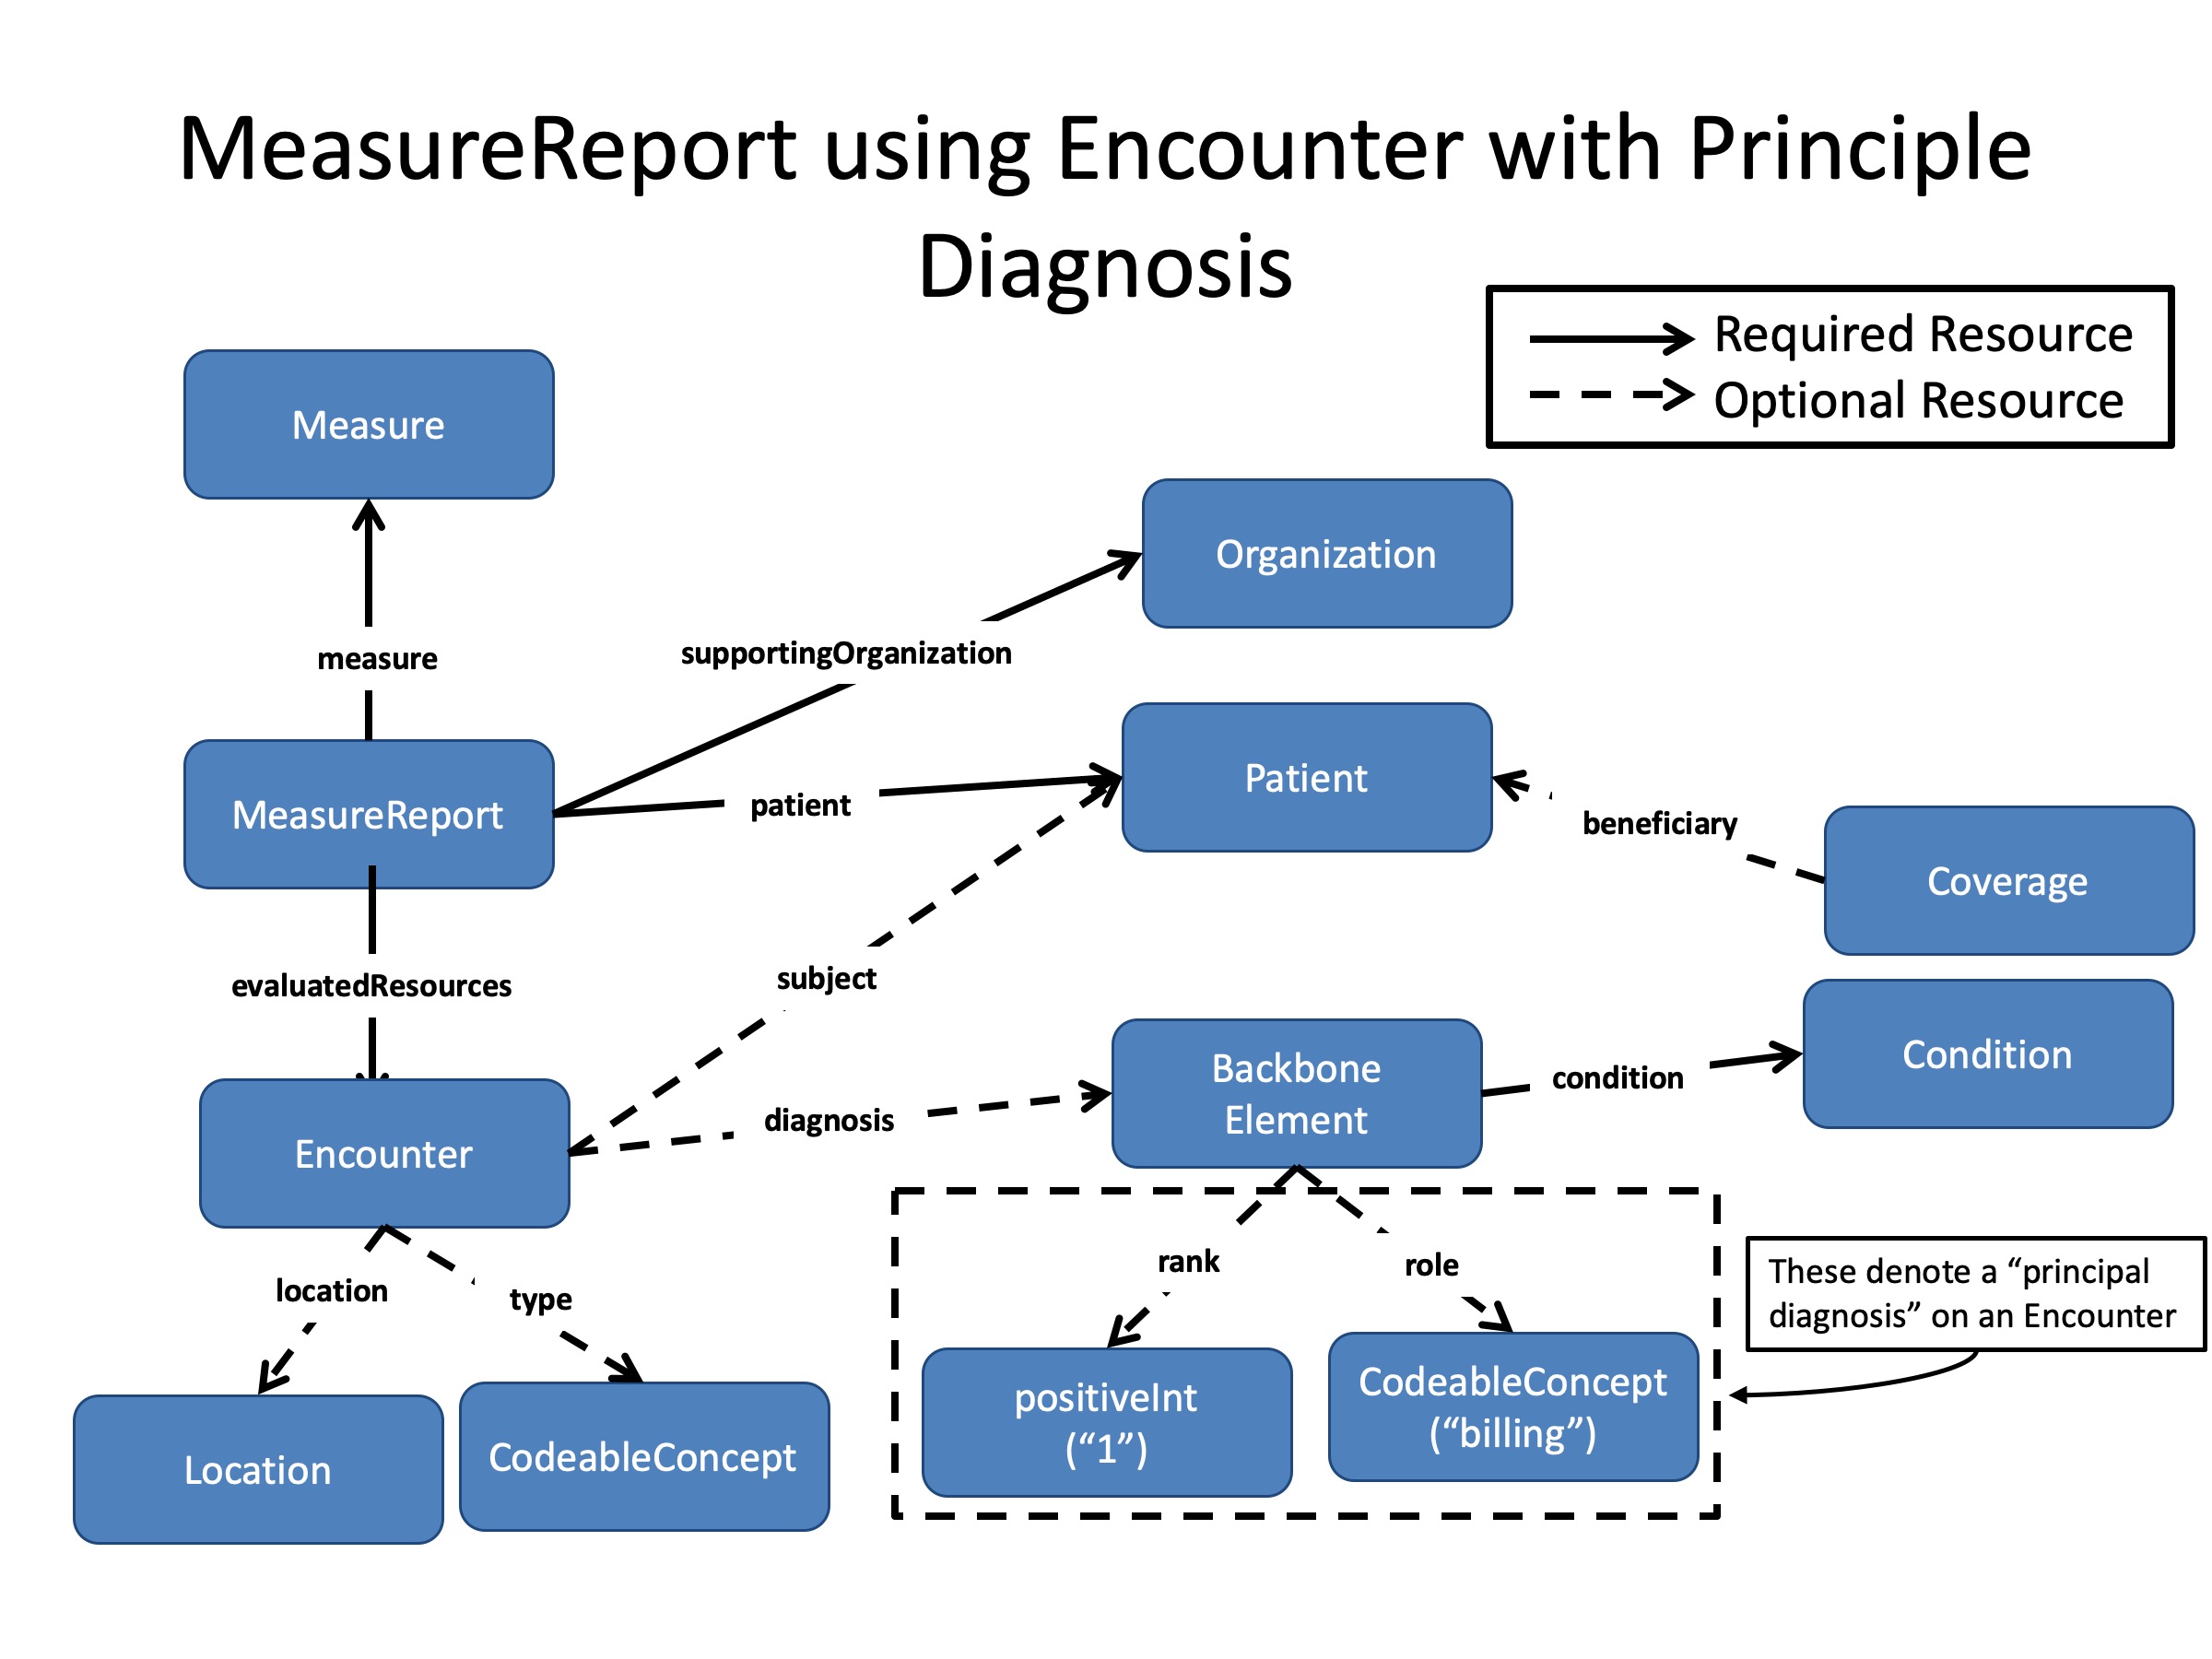 MeasureReport using Encounter with Principle
Diagnosis
Required Resource
Optional Resource
Measure
Organization
measure
supportingOrganization
Patient
MeasureReport
patient
beneficiary
Coverage
evaluatedResources
subject
Condition
Backbone
Element
condition
diagnosis
Encounter
location
type
rank
role
These denote a “principal
diagnosis” on an Encounter
Location
CodeableConcept
positiveInt
(“1”)
CodeableConcept
(“billing”)